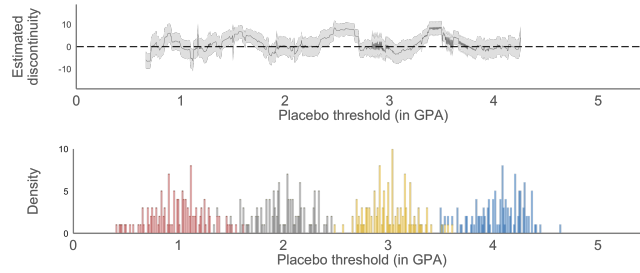 Estimated
discontinuity
10
0
-10
0 1 2 3 4 5
Placebo threshold (in GPA)
Density
10
5
0
0 1 2 3 4 5
Placebo threshold (in GPA)